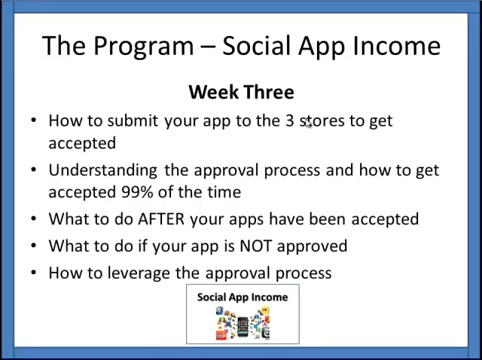 The Program – Social App Income
Week Three
• How to submit your app to the 3 stores to get
accepted
• Understanding the approval process and how to get
accepted 99% of the time
• What to do AFTER your apps have been accepted
• What to do if your app is NOT approved
• How to leverage the approval process
Social App Income